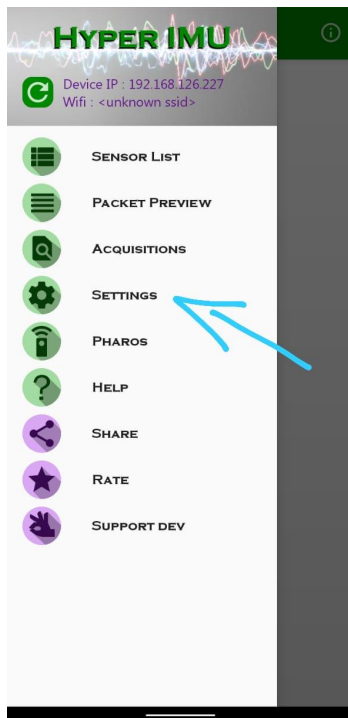 HYPER IMU
Device IP : 192.168.126.227
Wifi : <unknown ssid>
SENSOR LIST
PACKET PREVIEW
ACQUISITIONS
SETTINGS
PHAROS
HELP
SHARE
RATE
SUPPORT DEV